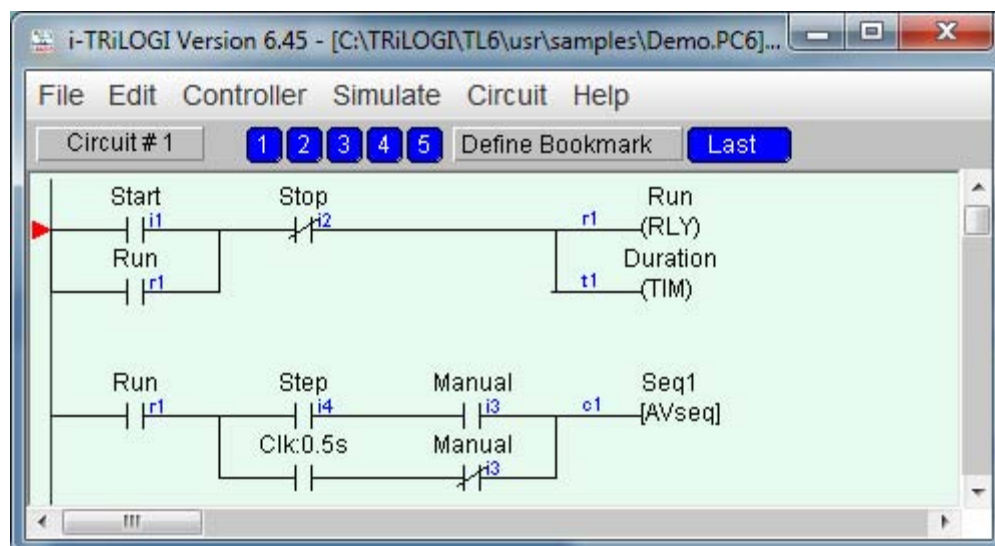 i-TRiLOGI Version 6.45 - [C:\TRiLOGI\TL6\usr\samples\Demo.PC6]...
File Edit Controller Simulate Circuit Help
Circuit # 1 1 2 3 4 5 Define Bookmark Last
Start Stop Run
i1 i2 r1 (RLY)
Run Duration
r1 t1 (TIM)
Run Step Manual Seq1
r1 i4 i3 c1 [AVseq]
Clk:0.5s Manual
i3